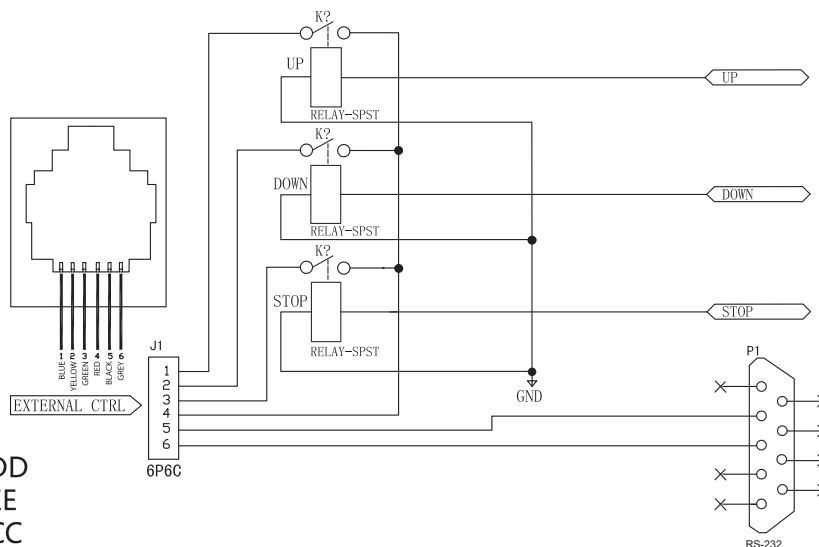 K?
UP
RELAY-SPST
UP
K?
DOWN
RELAY-SPST
DOWN
K?
STOP
RELAY-SPST
STOP
GND
1 2 3 4 5 6
BLUE
YELLOW
GREEN
RED
BLACK
GREY
EXTERNAL CTRL
J1
1
2
3
4
5
6
6P6C
P1
RS-232